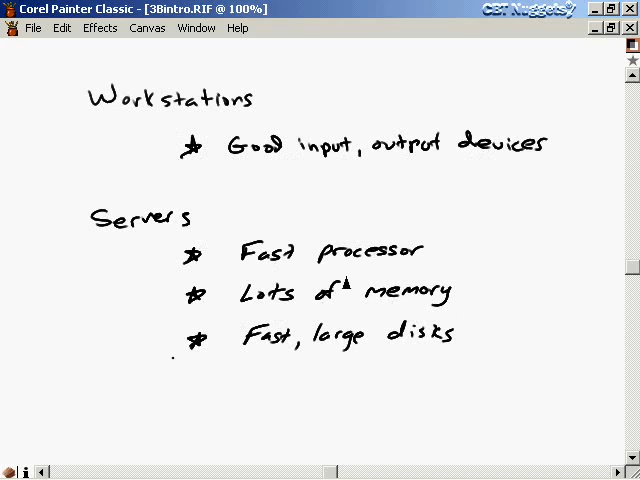 Corel Painter Classic - [3Bintro.RIF @ 100%]
CBT Nuggets
File Edit Effects Canvas Window Help
Workstations
★ Good input, output devices
Servers
★ Fast processor
★ Lots of memory
★ Fast, large disks